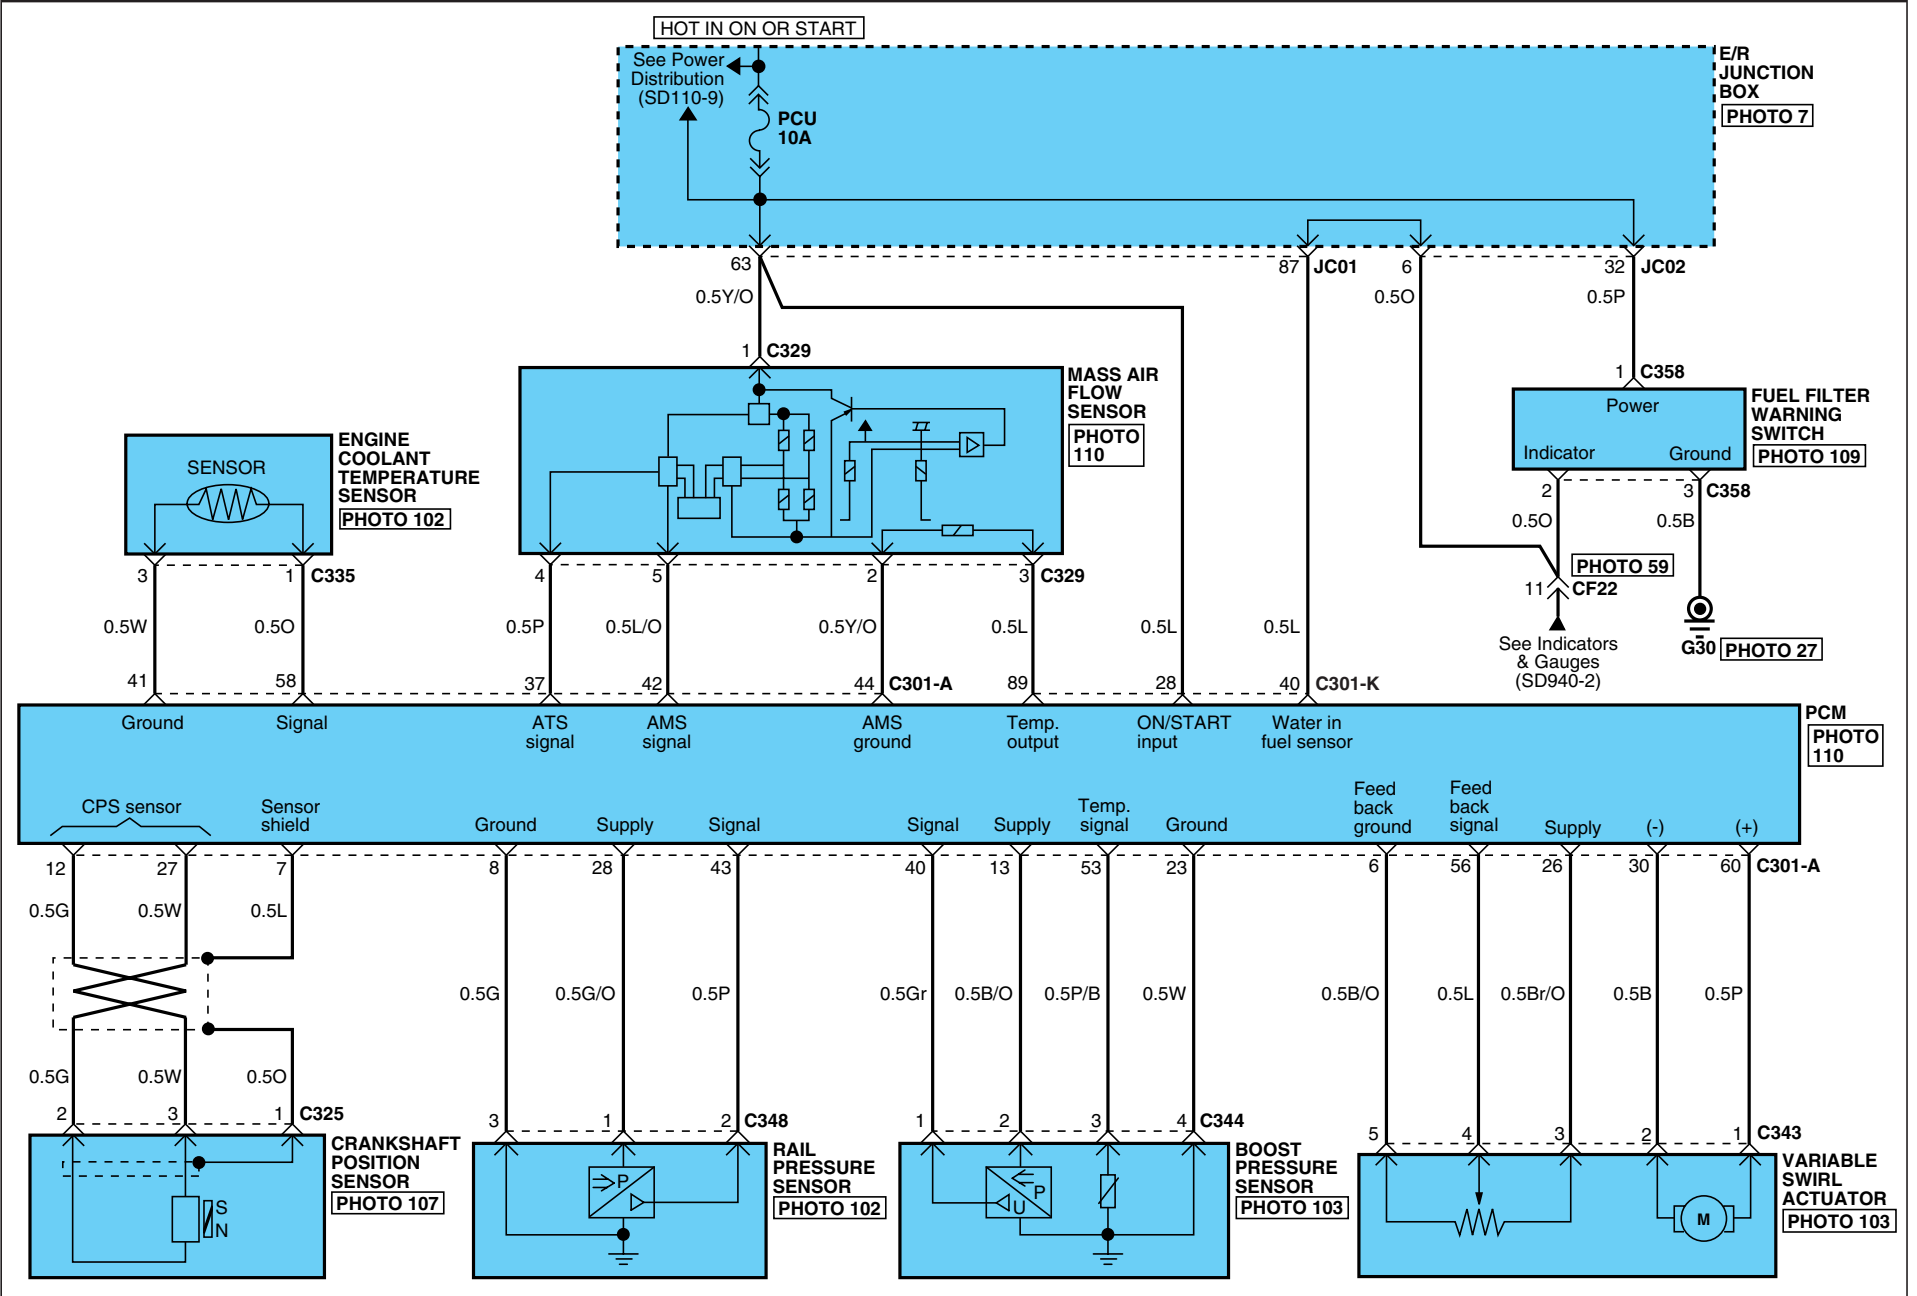 HOT IN ON OR START
See Power
Distribution
(SD110-9)
PCU
10A
E/R
JUNCTION
BOX
PHOTO 7
63
87
JC01
6
32
JC02
0.5Y/O
0.5O
0.5P
1
C329
MASS AIR
FLOW
SENSOR
PHOTO
110
1
C358
Power
Indicator
Ground
FUEL FILTER
WARNING
SWITCH
PHOTO 109
SENSOR
ENGINE
COOLANT
TEMPERATURE
SENSOR
PHOTO 102
2
3
C358
0.5O
0.5B
PHOTO 59
11
CF22
See Indicators
& Gauges
(SD940-2)
G30
PHOTO 27
3
1
C335
4
5
2
3
C329
0.5W
0.5O
0.5P
0.5L/O
0.5Y/O
0.5L
0.5L
0.5L
41
58
37
42
44
C301-A
89
28
40
C301-K
PCM
PHOTO
110
Ground
Signal
ATS
signal
AMS
signal
AMS
ground
Temp.
output
ON/START
input
Water in
fuel sensor
CPS sensor
Sensor
shield
Ground
Supply
Signal
Signal
Supply
Temp.
signal
Ground
Feed
back
ground
Feed
back
signal
Supply
(-)
(+)
12
27
7
8
28
43
40
13
53
23
6
56
26
30
60
C301-A
0.5G
0.5W
0.5L
0.5G
0.5G/O
0.5P
0.5Gr
0.5B/O
0.5P/B
0.5W
0.5B/O
0.5L
0.5Br/O
0.5B
0.5P
0.5G
0.5W
0.5O
2
3
1
C325
3
1
2
C348
1
2
3
4
C344
5
4
3
2
1
C343
CRANKSHAFT
POSITION
SENSOR
PHOTO 107
S
N
RAIL
PRESSURE
SENSOR
PHOTO 102
P
BOOST
PRESSURE
SENSOR
PHOTO 103
P
U
VARIABLE
SWIRL
ACTUATOR
PHOTO 103
M